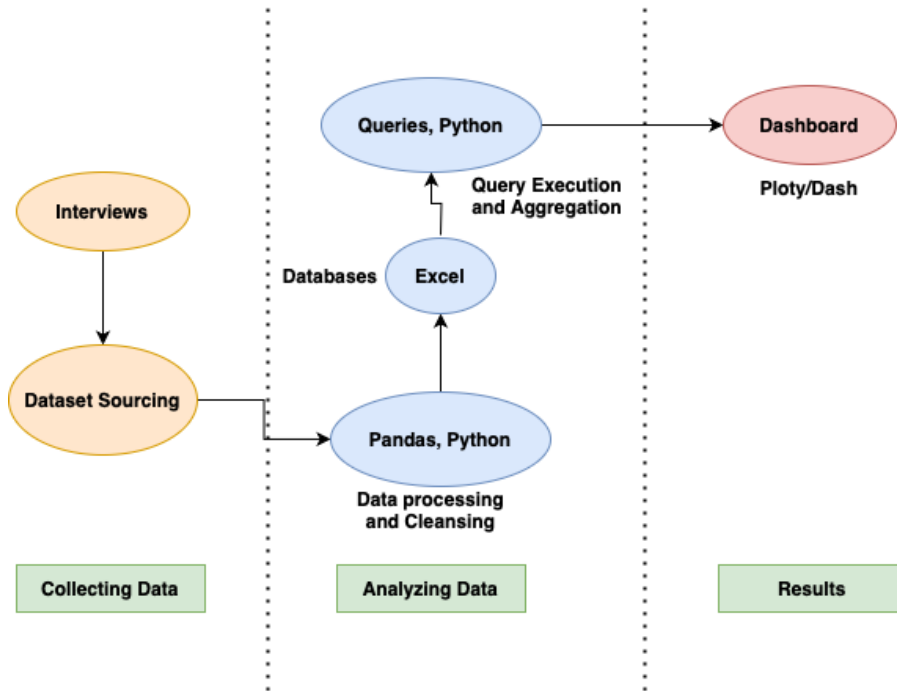 Interviews
Dataset Sourcing
Collecting Data
Queries, Python
Query Execution
and Aggregation
Databases
Excel
Pandas, Python
Data processing
and Cleansing
Analyzing Data
Dashboard
Ploty/Dash
Results